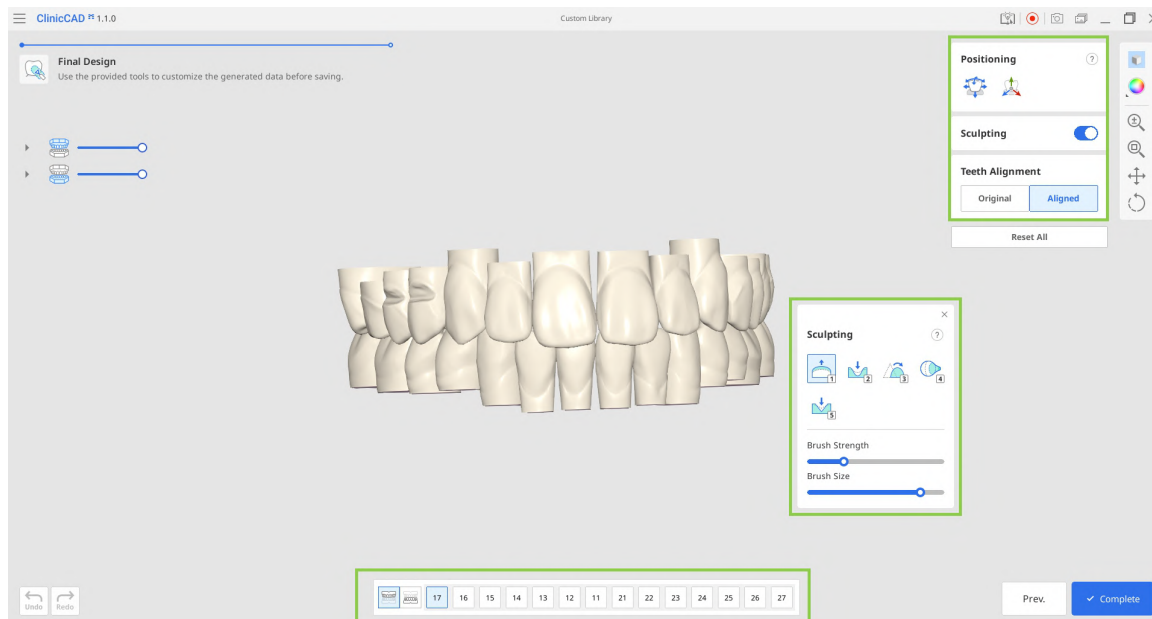 ClinicCAD 1.1.0
Custom Library
Final Design
Use the provided tools to customize the generated data before saving.
Positioning
?
Sculpting
Teeth Alignment
Original Aligned
Reset All
Sculpting
?
1 2 3 4
5
Brush Strength
Brush Size
Undo Redo
17 16 15 14 13 12 11 21 22 23 24 25 26 27
Prev. Complete